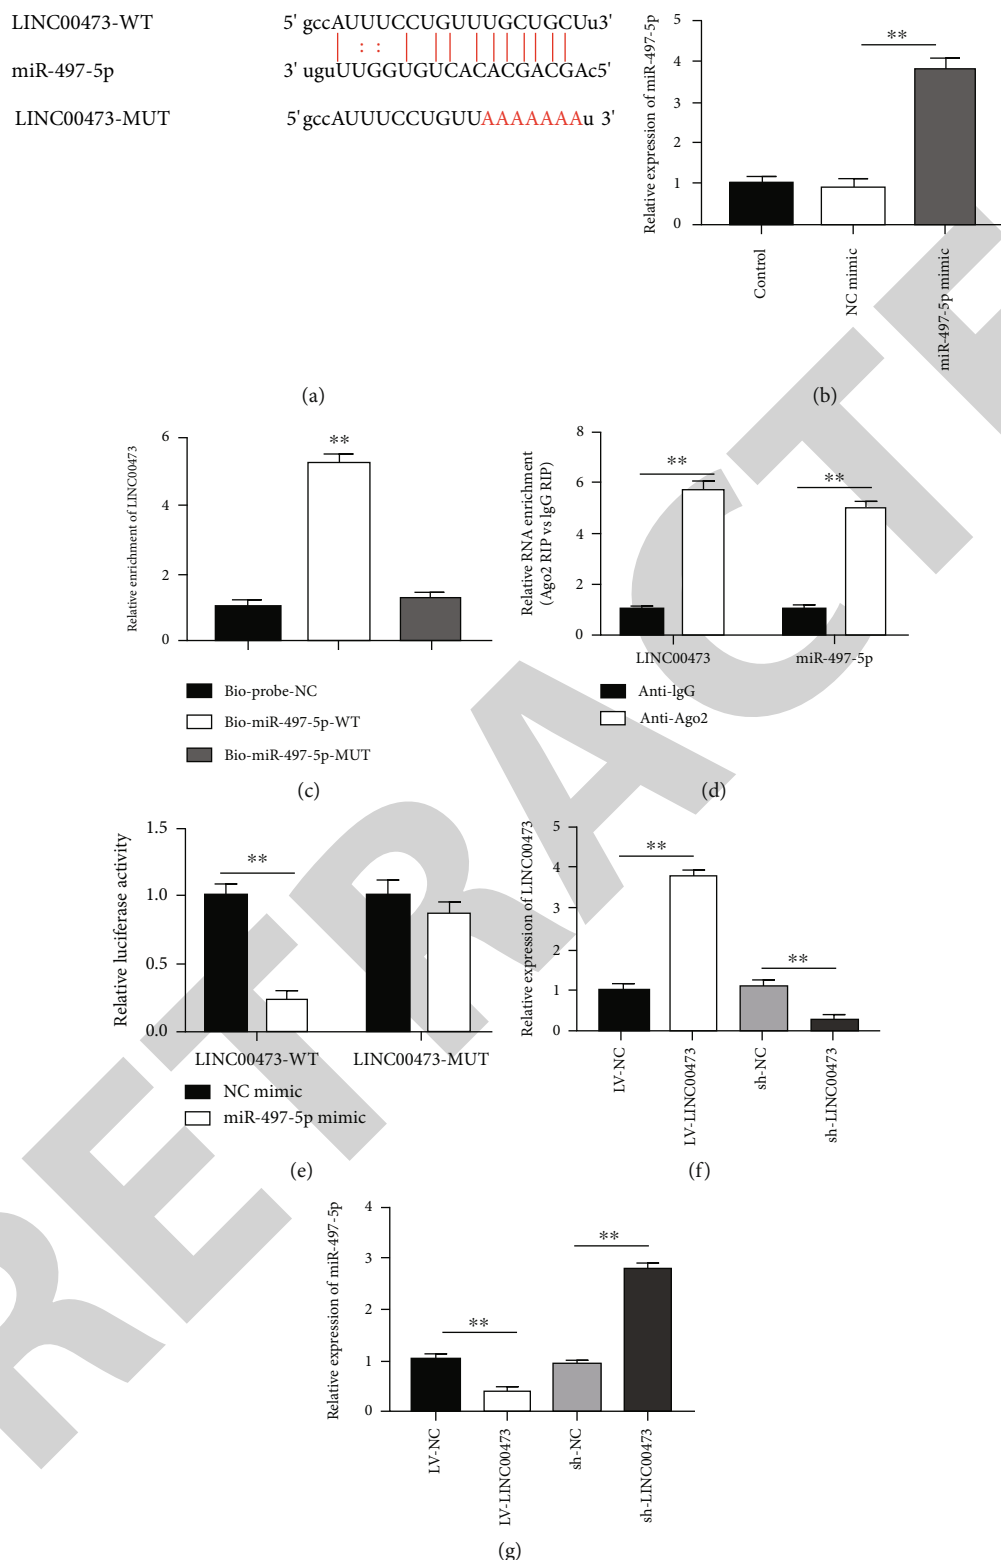 LINC00473-WT 5' gccAUUUCCUGUUUGCUGCUu3'
miR-497-5p 3' uguUUGGUGUCACACGACGAc5'
LINC00473-MUT 5'gccAUUUCCUGUUAAAAAAAu 3'
(a)
Relative expression of miR-497-5p
5
4
3
2
1
0
**
Control
NC mimic
miR-497-5p mimic
(b)
Relative enrichment of LINC00473
6
4
2
0
**
Bio-probe-NC
Bio-miR-497-5p-WT
Bio-miR-497-5p-MUT
(c)
Relative RNA enrichment
(Ago2 RIP vs lgG RIP)
8
6
4
2
0
**
**
LINC00473
miR-497-5p
Anti-lgG
Anti-Ago2
(d)
Relative luciferase activity
1.5
1.0
0.5
0.0
**
LINC00473-WT
LINC00473-MUT
NC mimic
miR-497-5p mimic
(e)
Relative expression of LINC00473
5
4
3
2
1
0
**
**
LV-NC
LV-LINC00473
sh-NC
sh-LINC00473
(f)
Relative expression of miR-497-5p
4
3
2
1
0
**
**
LV-NC
LV-LINC00473
sh-NC
sh-LINC00473
(g)
RETRACTE